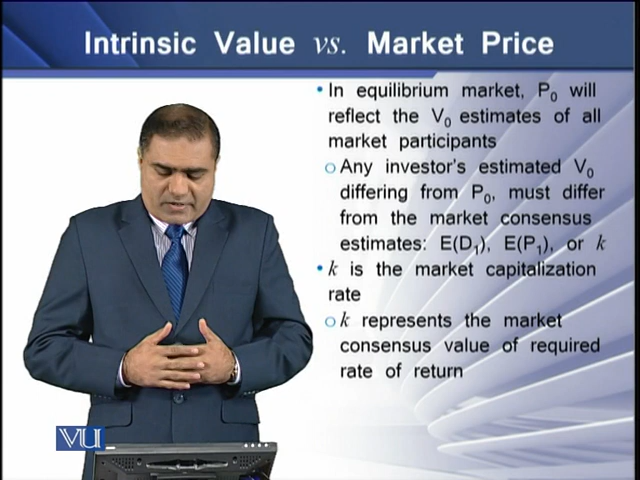 Intrinsic Value vs. Market Price
• In equilibrium market, P₀ will
reflect the V₀ estimates of all
market participants
○ Any investor's estimated V₀
differing from P₀, must differ
from the market consensus
estimates: E(D₁), E(P₁), or k
• k is the market capitalization
rate
○ k represents the market
consensus value of required
rate of return
VU